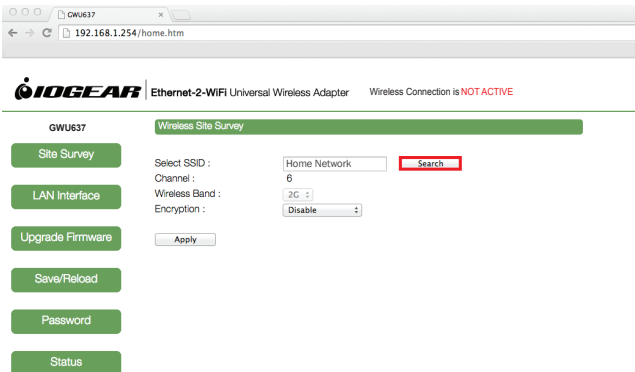 GWU637
192.168.1.254/home.htm
IOGEAR Ethernet-2-WiFi Universal Wireless Adapter Wireless Connection is NOT ACTIVE
GWU637
Wireless Site Survey
Site Survey
Select SSID : Home Network Search
Channel : 6
LAN Interface
Wireless Band : 2G
Encryption : Disable
Upgrade Firmware
Apply
Save/Reload
Password
Status